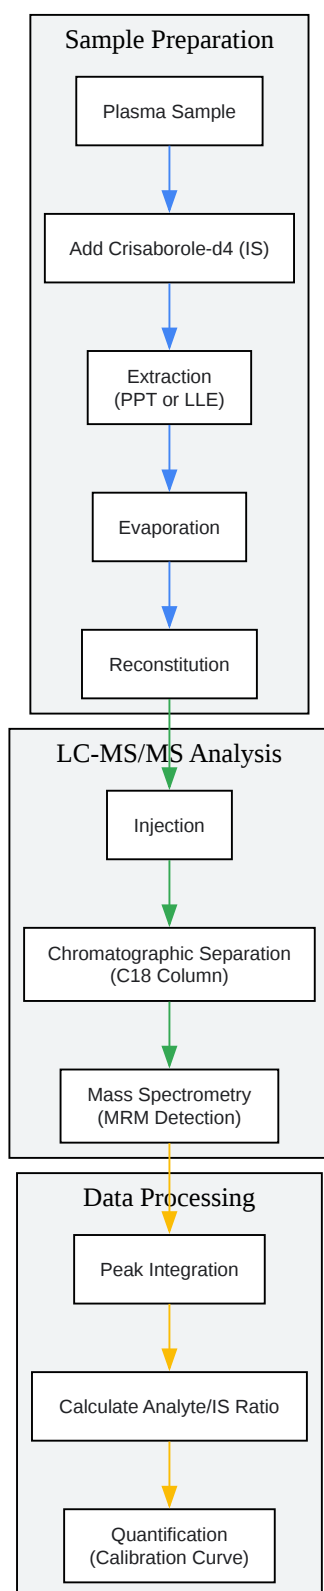 Sample Preparation
Plasma Sample
Add Crisaborole-d4 (IS)
Extraction
(PPT or LLE)
Evaporation
Reconstitution
LC-MS/MS Analysis
Injection
Chromatographic Separation
(C18 Column)
Mass Spectrometry
(MRM Detection)
Data Processing
Peak Integration
Calculate Analyte/IS Ratio
Quantification
(Calibration Curve)